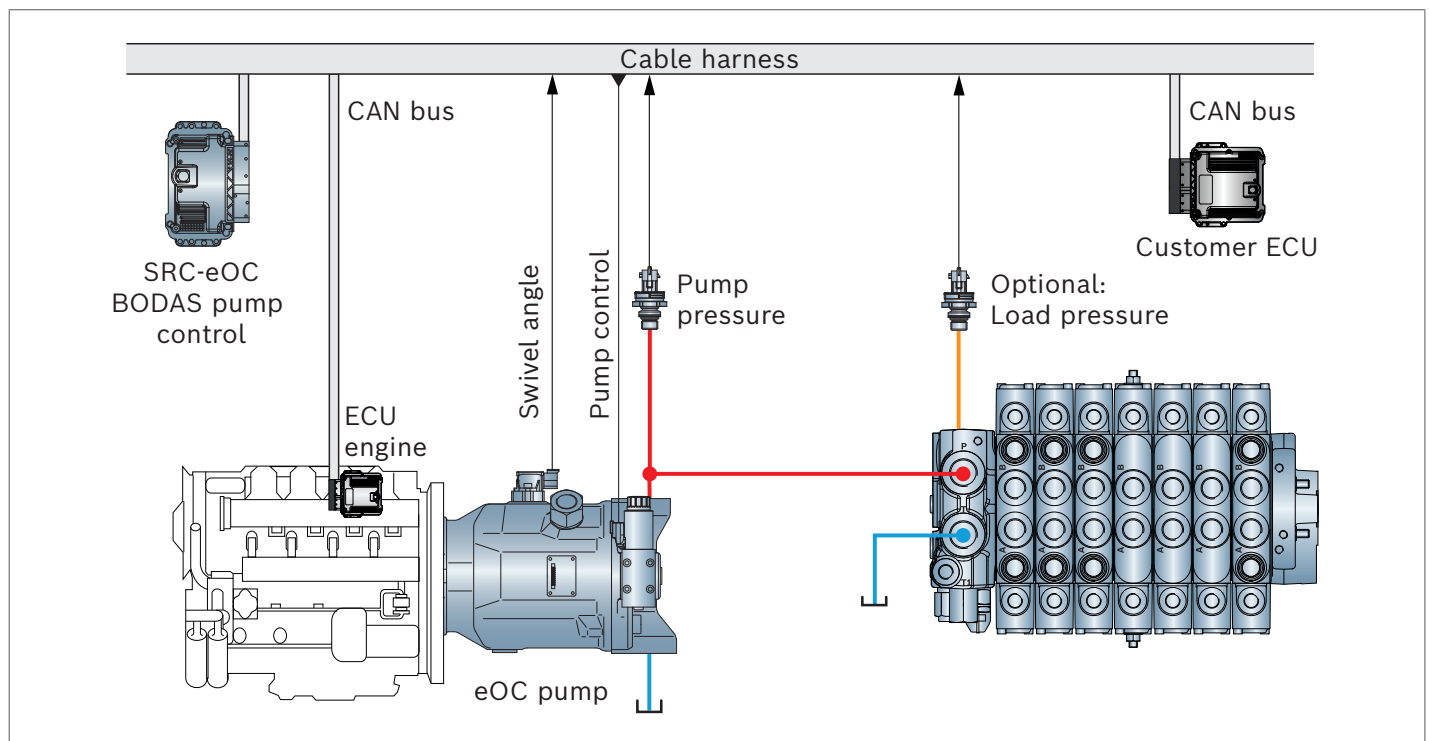 Cable harness
CAN bus
CAN bus
SRC-eOC
BODAS pump
control
Swivel angle
Pump control
Pump
pressure
Optional:
Load pressure
Customer ECU
ECU
engine
eOC pump
P
B
B
B
B
B
B
B
A
A
A
A
A
A
A